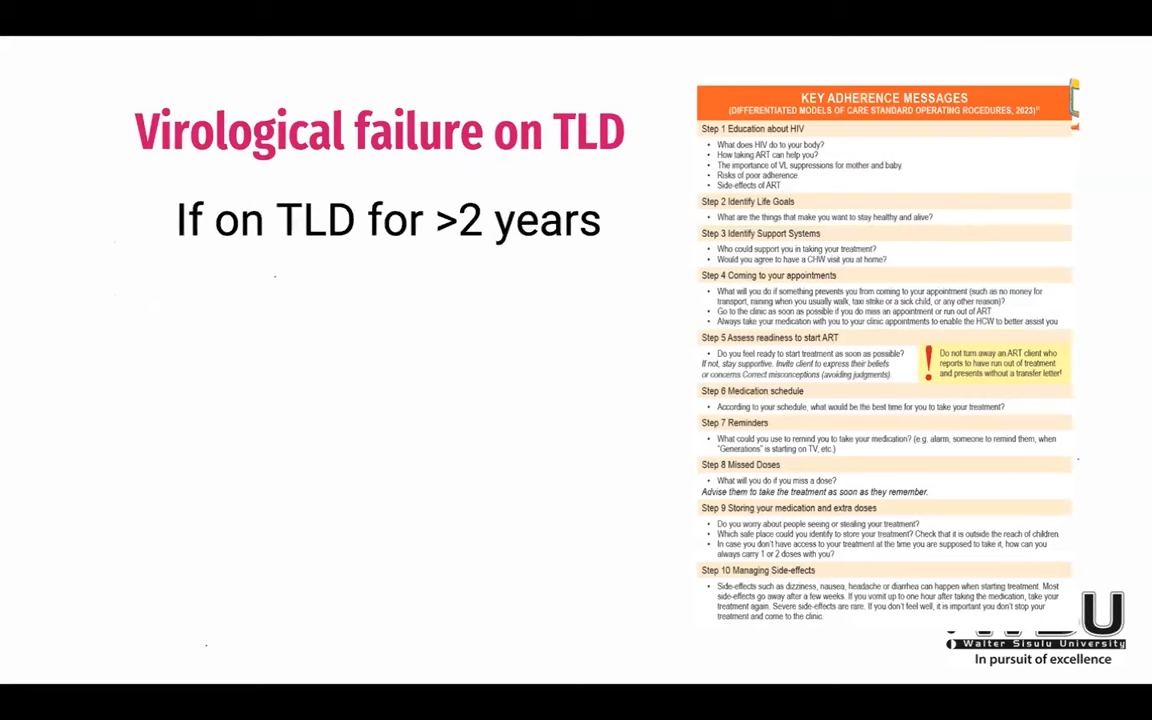 Virological failure on TLD
If on TLD for >2 years
KEY ADHERENCE MESSAGES
(DIFFERENTIATED MODELS OF CARE STANDARD OPERATING ROCEDURES, 2023)
Step 1 Education about HIV
• What does HIV do to your body?
• How taking ART can help you?
• The importance of VL suppressions for mother and baby.
• Risks of poor adherence
• Side-effects of ART
Step 2 Identify Life Goals
• What are the things that make you want to stay healthy and alive?
Step 3 Identify Support Systems
• Who could support you in taking your treatment?
• Would you agree to have a CHW visit you at home?
Step 4 Coming to your appointments
• What will you do if something prevents you from coming to your appointment (such as no money for
transport, raining when you usually walk, taxi strike or a sick child, or any other reason)?
• Go to the clinic as soon as possible if you do miss an appointment or run out of ART
• Always take your medication with you to your clinic appointments to enable the HCW to better assist you
Step 5 Assess readiness to start ART
• Do you feel ready to start treatment as soon as possible?
If not, stay supportive. Invite client to express their beliefs
or concerns Correct misconceptions (avoiding judgments).
! Do not turn away an ART client who
reports to have run out of treatment
and presents without a transfer letter!
Step 6 Medication schedule
• According to your schedule, what would be the best time for you to take your treatment?
Step 7 Reminders
• What could you use to remind you to take your medication? (e.g. alarm, someone to remind them, when
"Generations" is starting on TV, etc.)
Step 8 Missed Doses
• What will you do if you miss a dose?
Advise them to take the treatment as soon as they remember.
Step 9 Storing your medication and extra doses
• Do you worry about people seeing or stealing your treatment?
• Which safe place could you identify to store your treatment? Check that it is outside the reach of children.
• In case you don't have access to your treatment at the time you are supposed to take it, how can you
always carry 1 or 2 doses with you?
Step 10 Managing Side-effects
• Side-effects such as dizziness, nausea, headache or diarrhea can happen when starting treatment. Most
side-effects go away after a few weeks. If you vomit up to one hour after taking the medication, take your
treatment again. Severe side-effects are rare. If you don't feel well, it is important you don't stop your
treatment and come to the clinic.
Walter Sisulu University
In pursuit of excellence